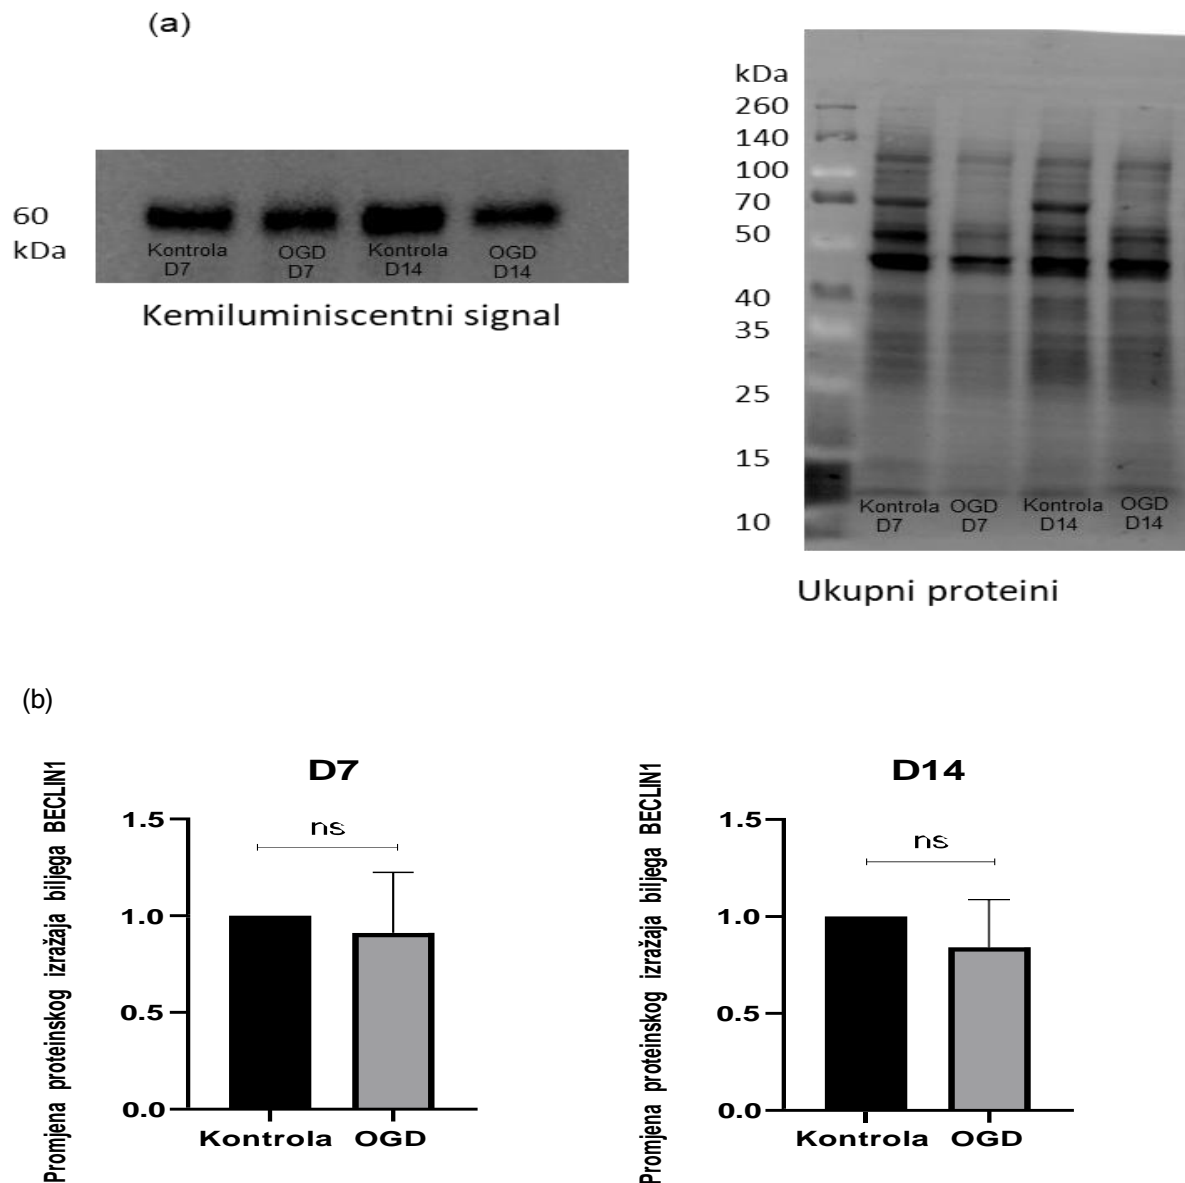 (a)
60
kDa
Kontrola
D7
OGD
D7
Kontrola
D14
OGD
D14
Kemiluminiscentni signal
kDa
260
140
100
70
50
40
35
25
15
10
Kontrola
D7
OGD
D7
Kontrola
D14
OGD
D14
Ukupni proteini
(b)
Promjena proteinskog izražaja biljega BECLIN1
D7
ns
1.5
1.0
0.5
0.0
Kontrola OGD
Promjena proteinskog izražaja biljega BECLIN1
D14
ns
1.5
1.0
0.5
0.0
Kontrola OGD